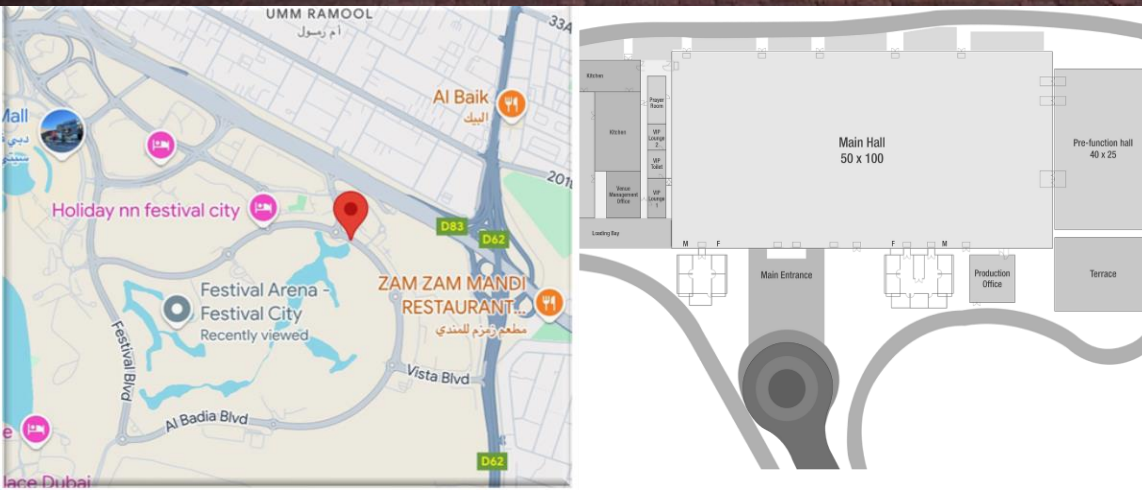 UMM RAMOOL
أم رمول
33A
Al Baik
البيك
Mall
Holiday nn festival city
D83
D62
ZAM ZAM MANDI
RESTAURANT...
مطعم زمزم للمندي
Festival Arena -
Festival City
Recently viewed
Festival Blvd
Vista Blvd
Al Badia Blvd
D62
lace Dubai
Kitchen
Kitchen
Prayer
Room
VIP
Lounge
2
VIP
Toilet
VIP
Lounge
1
Venue
Management
Office
Loading Bay
Main Hall
50 x 100
Pre-function hall
40 x 25
M
F
F
M
Main Entrance
Production
Office
Terrace